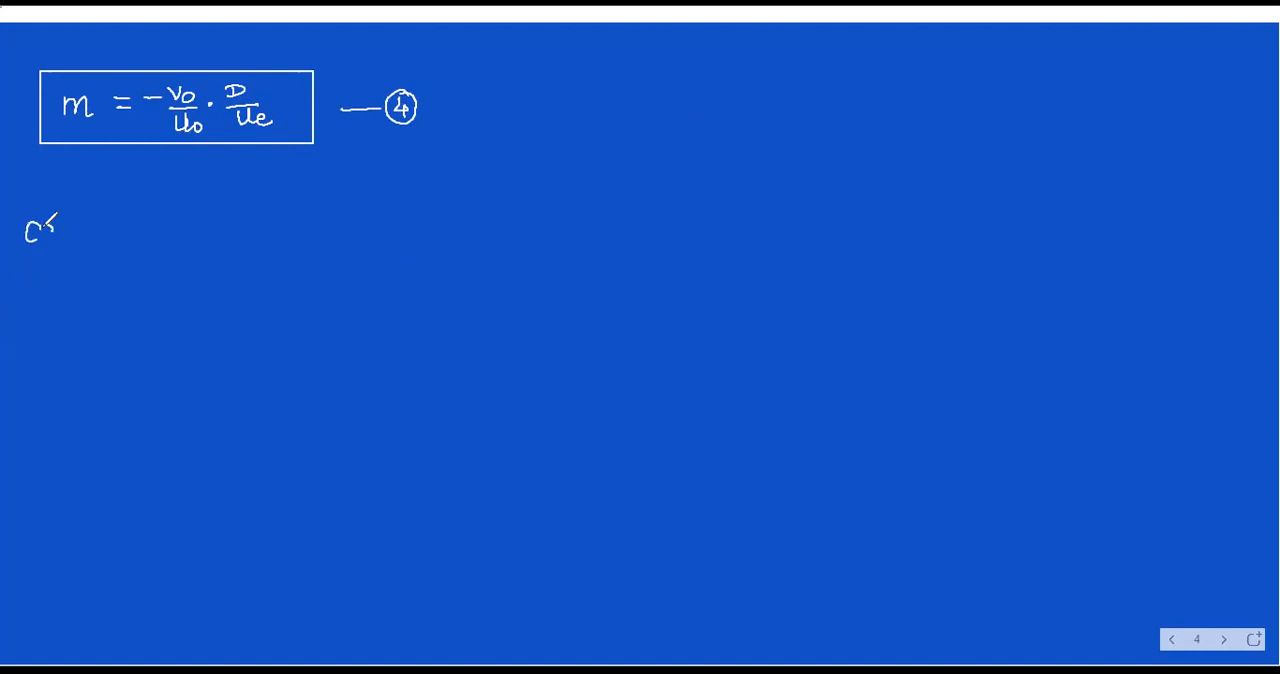 m = - v₀/u₀ · D/uₑ — ④
4